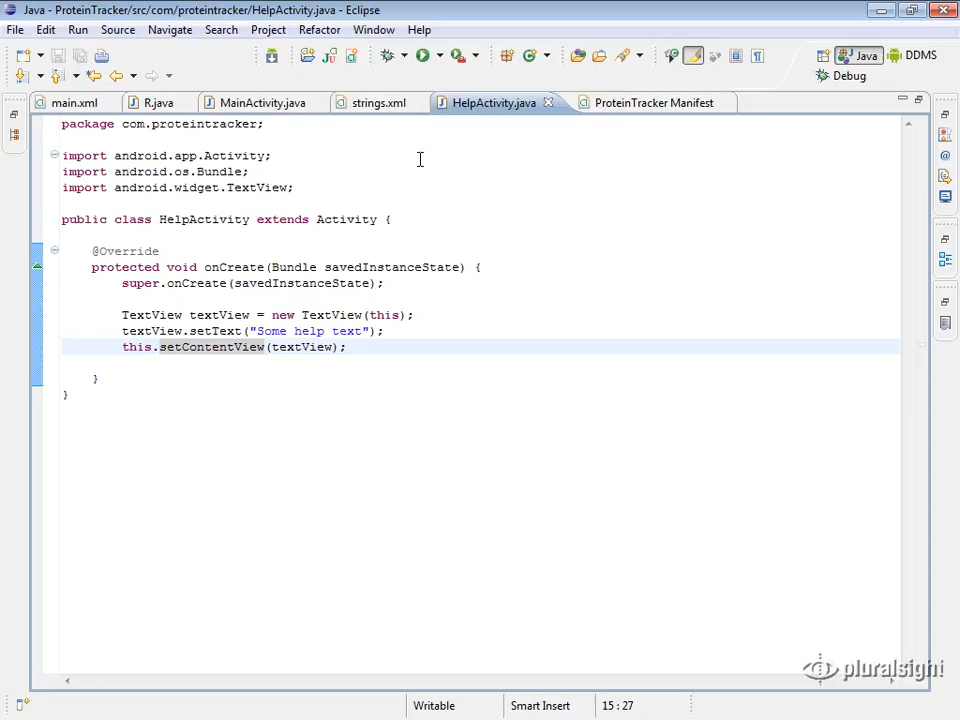 Java - ProteinTracker/src/com/proteintracker/HelpActivity.java - Eclipse
File Edit Run Source Navigate Search Project Refactor Window Help
Java DDMS
Debug
main.xml R.java MainActivity.java strings.xml HelpActivity.java ProteinTracker Manifest
package com.proteintracker;
import android.app.Activity;
import android.os.Bundle;
import android.widget.TextView;
public class HelpActivity extends Activity {
@Override
protected void onCreate(Bundle savedInstanceState) {
super.onCreate(savedInstanceState);
TextView textView = new TextView(this);
textView.setText("Some help text");
this.setContentView(textView);
}
}
pluralsight
Writable Smart Insert 15 : 27